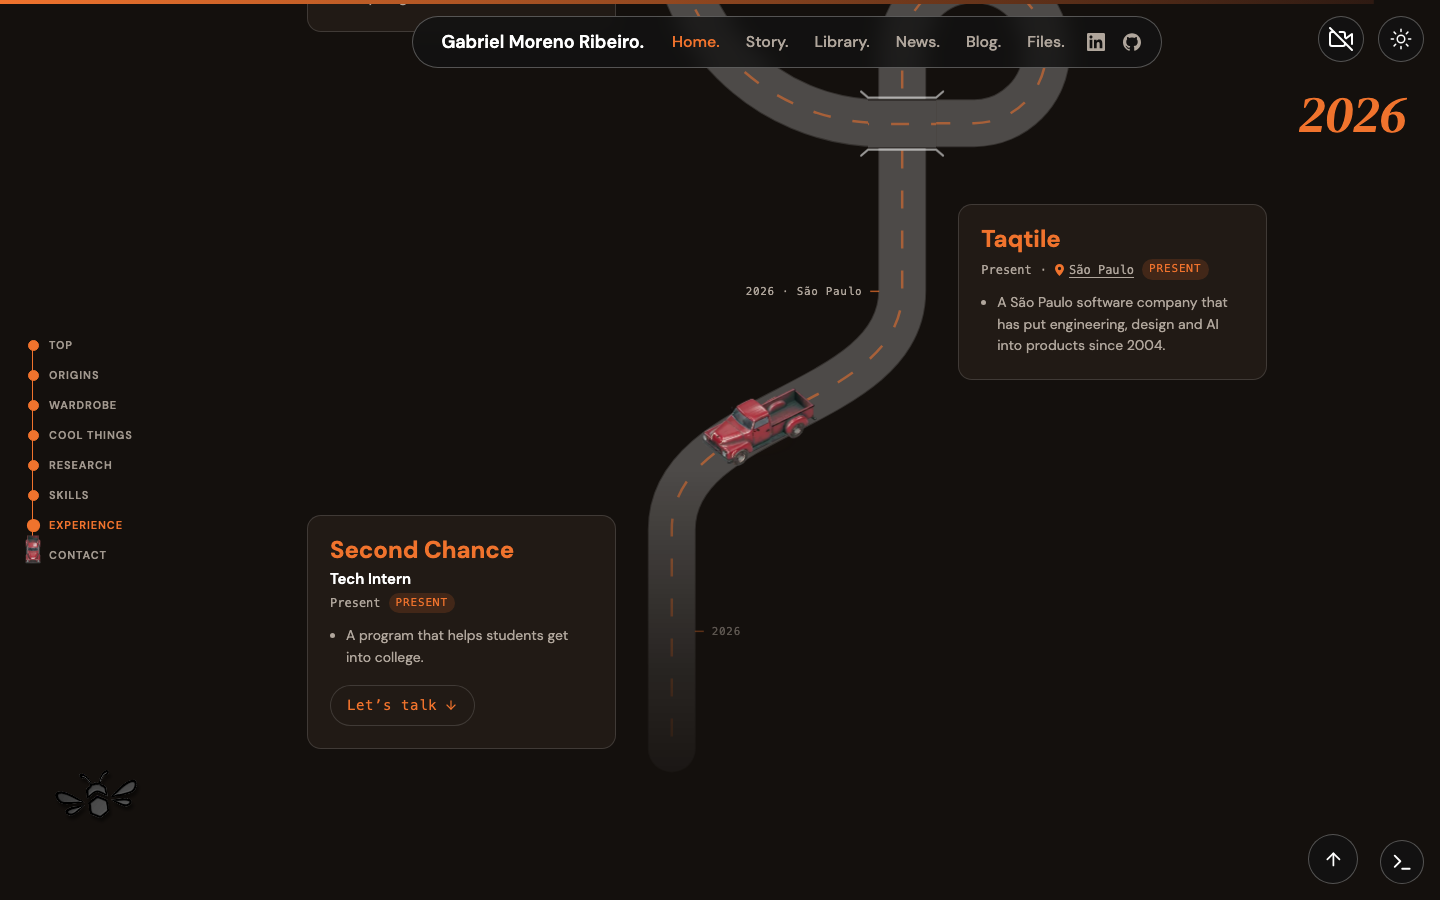 Gabriel Moreno Ribeiro. Home. Story. Library. News. Blog. Files.
2026
Taqtile
Present · São Paulo PRESENT
• A São Paulo software company that
has put engineering, design and AI
into products since 2004.
2026 · São Paulo
TOP
ORIGINS
WARDROBE
COOL THINGS
RESEARCH
SKILLS
EXPERIENCE
CONTACT
Second Chance
Tech Intern
Present PRESENT
• A program that helps students get
into college.
Let’s talk ↓
2026